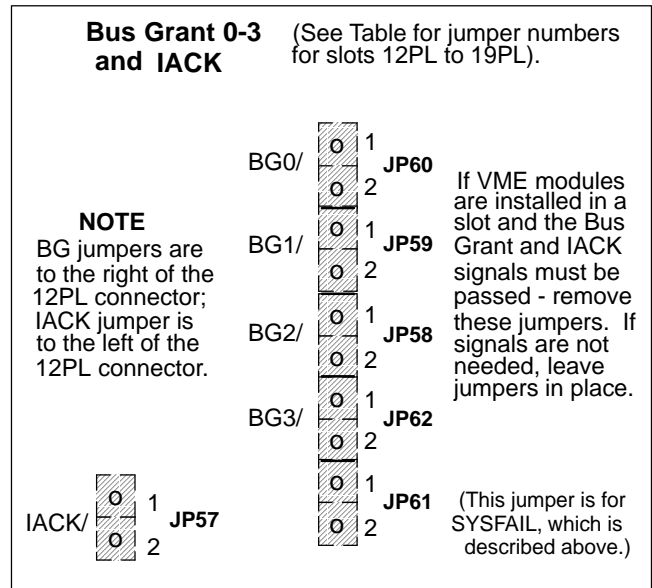 Bus Grant 0-3
and IACK
(See Table for jumper numbers
for slots 12PL to 19PL).
NOTE
BG jumpers are
to the right of the
12PL connector;
IACK jumper is
to the left of the
12PL connector.
BG0/ o 1
JP60
o 2
BG1/ o 1
JP59
o 2
BG2/ o 1
JP58
o 2
BG3/ o 1
JP62
o 2
o 1
JP61
o 2
If VME modules
are installed in a
slot and the Bus
Grant and IACK
signals must be
passed - remove
these jumpers. If
signals are not
needed, leave
jumpers in place.
(This jumper is for
SYSFAIL, which is
described above.)
IACK/ o 1
JP57
o 2